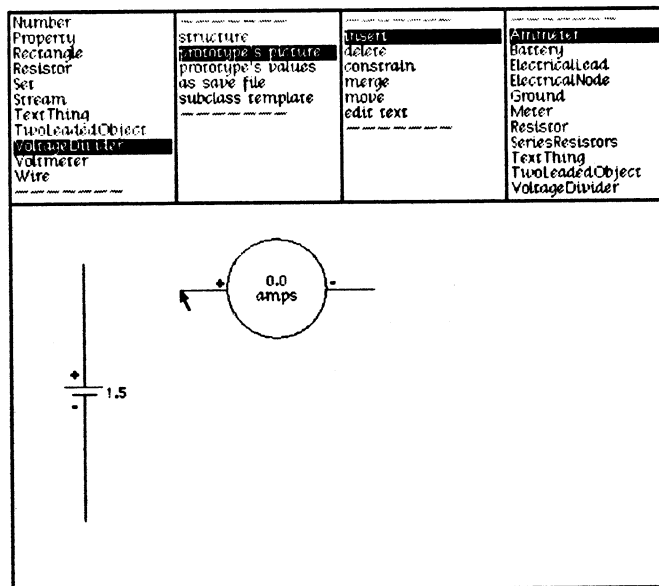 Number
Property
Rectangle
Resistor
Set
Stream
TextThing
TwoLeadedObject
VoltageDivider
Voltmeter
Wire
structure
prototype's picture
prototype's values
as save file
subclass template
insert
delete
constrain
merge
move
edit text
Ammeter
Battery
ElectricalLead
ElectricalNode
Ground
Meter
Resistor
SeriesResistors
TextThing
TwoLeadedObject
VoltageDivider
+ 0.0 -
amps
+
1.5
-